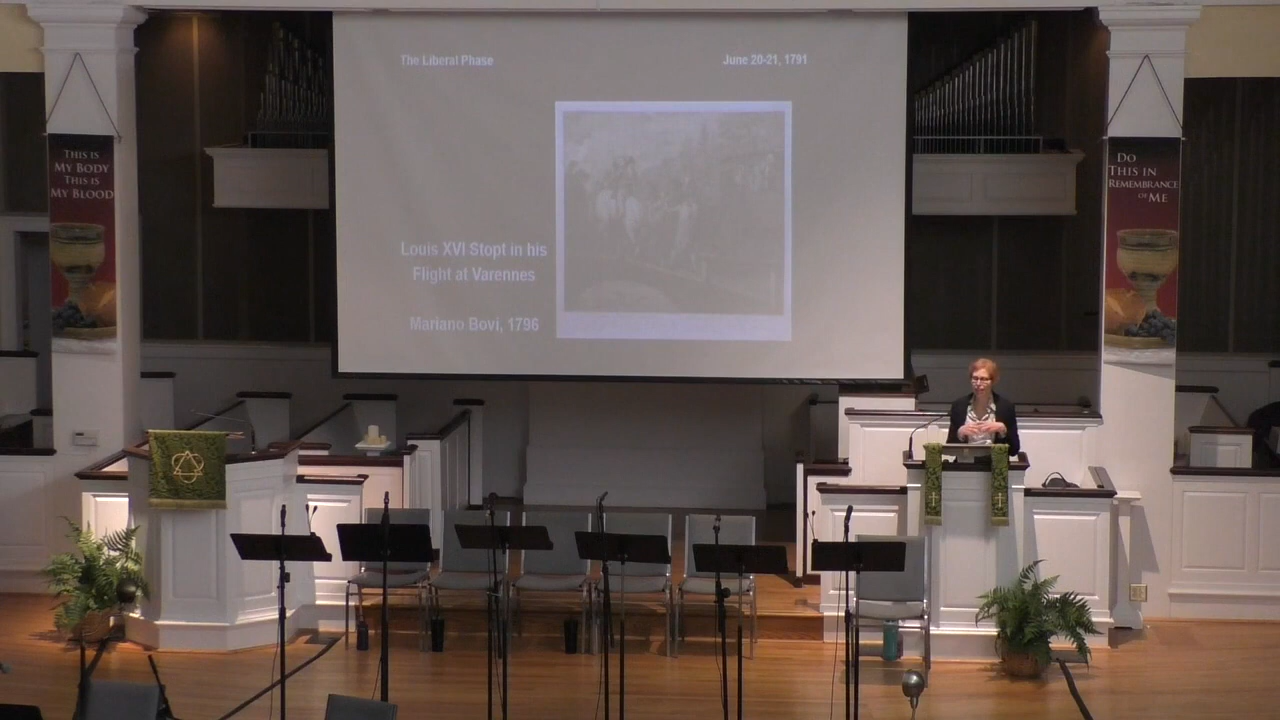 The Liberal Phase
June 20-21, 1791
Louis XVI Stopt in his
Flight at Varennes
Mariano Bovi, 1796
THIS IS
MY BODY
THIS IS
MY BLOOD
DO
THIS IN
REMEMBRANCE
OF ME